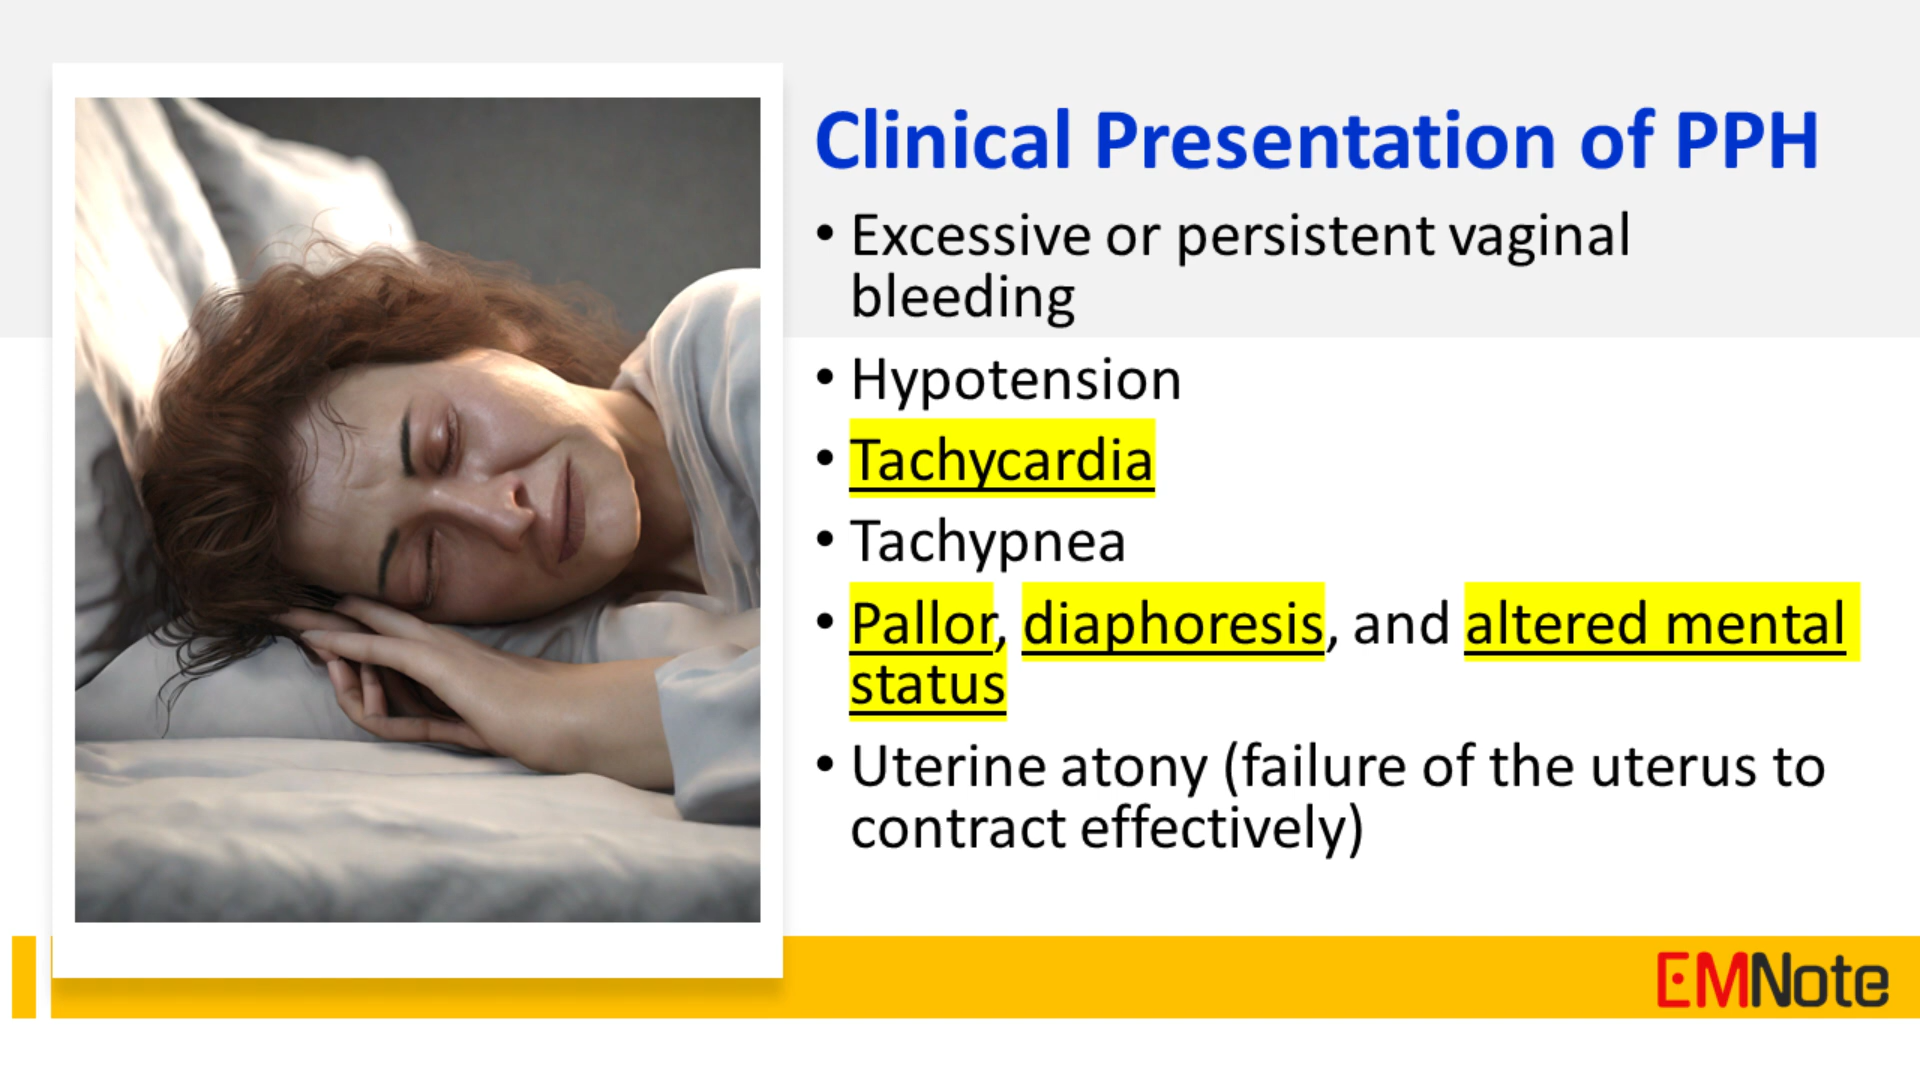 Clinical Presentation of PPH
• Excessive or persistent vaginal
bleeding
• Hypotension
• Tachycardia
• Tachypnea
• Pallor, diaphoresis, and altered mental
status
• Uterine atony (failure of the uterus to
contract effectively)
EMNote